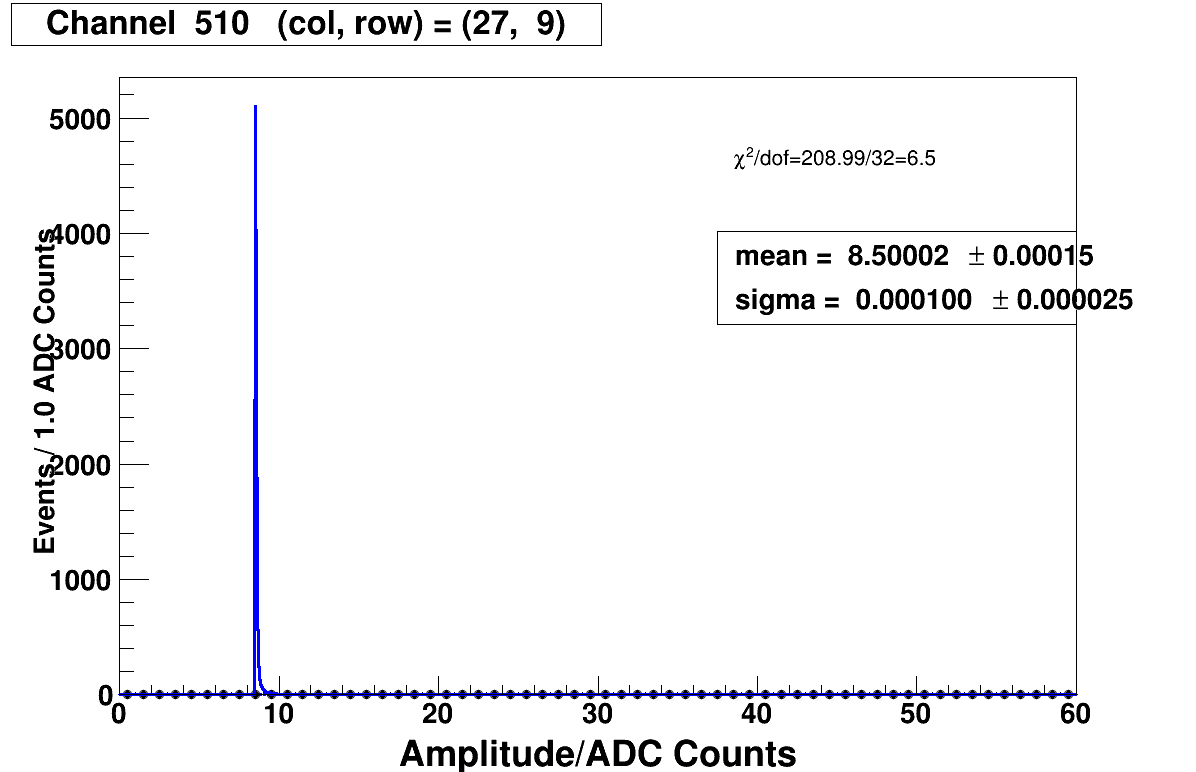 Channel 510 (col, row) = (27, 9)
5000
4000
3000
2000
1000
0
Events / 1.0 ADC Counts
χ²/dof=208.99/32=6.5
mean = 8.50002 ± 0.00015
sigma = 0.000100 ± 0.000025
0 10 20 30 40 50 60
Amplitude/ADC Counts